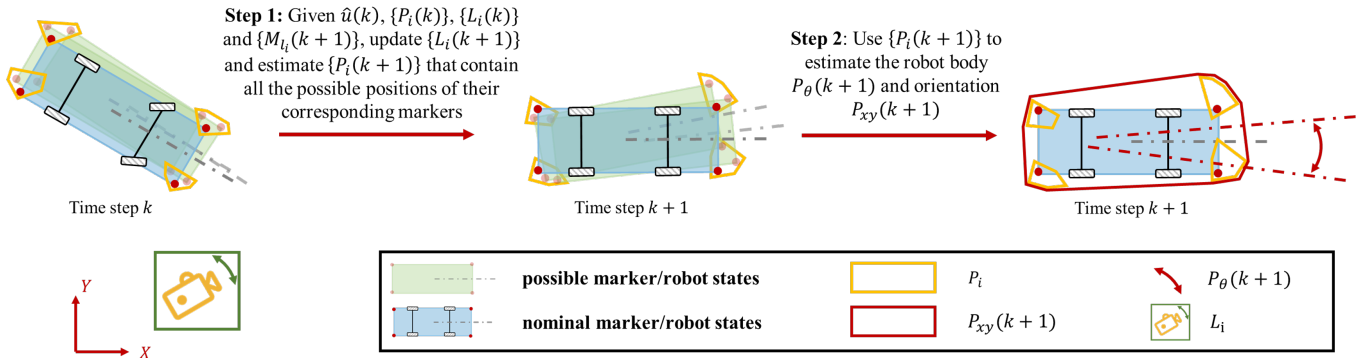 Step 1: Given û(k), {P_i(k)}, {L_i(k)}
and {M_{l_i}(k + 1)}, update {L_i(k + 1)}
and estimate {P_i(k + 1)} that contain
all the possible positions of their
corresponding markers
Step 2: Use {P_i(k + 1)} to
estimate the robot body
P_θ(k + 1) and orientation
P_xy(k + 1)
Time step k
Time step k + 1
Time step k + 1
Y
X
possible marker/robot states
nominal marker/robot states
P_i
P_xy(k + 1)
P_θ(k + 1)
L_i